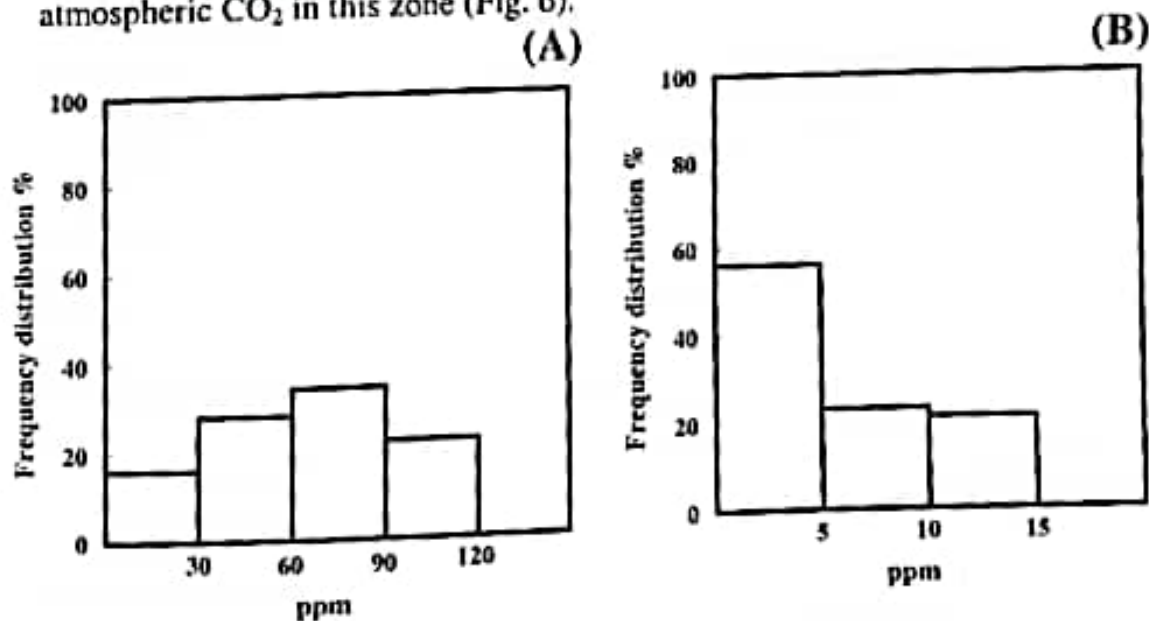 atmospheric CO₂ in this zone (Fig. 6).
(A)
100
80
60
40
20
0
Frequency distribution %
30 60 90 120
ppm
(B)
100
80
60
40
20
0
Frequency distribution %
5 10 15
ppm